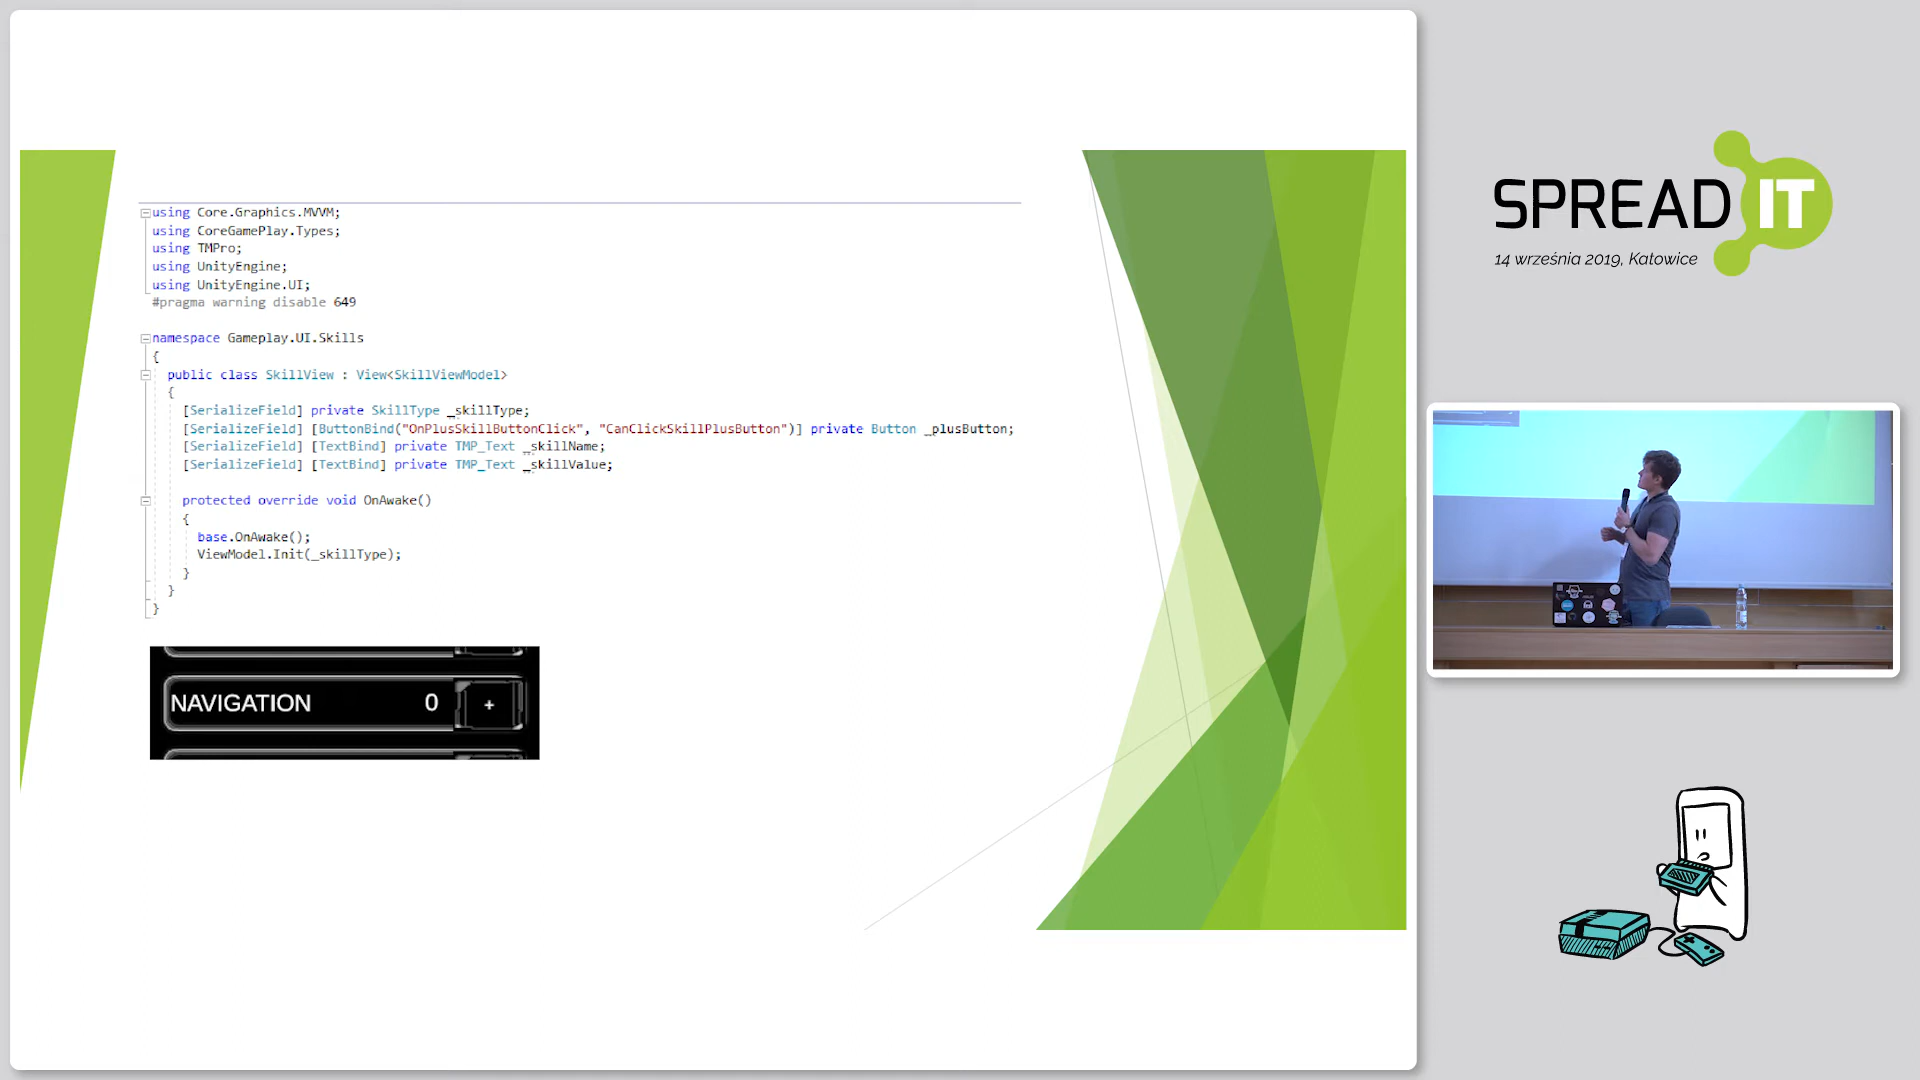 using Core.Graphics.MVVM;
using CoreGamePlay.Types;
using TMPro;
using UnityEngine;
using UnityEngine.UI;
#pragma warning disable 649
namespace Gameplay.UI.Skills
{
public class SkillView : View<SkillViewModel>
{
[SerializeField] private SkillType _skillType;
[SerializeField] [ButtonBind("OnPlusSkillButtonClick", "CanClickSkillPlusButton")] private Button _plusButton;
[SerializeField] [TextBind] private TMP_Text _skillName;
[SerializeField] [TextBind] private TMP_Text _skillValue;
protected override void OnAwake()
{
base.OnAwake();
ViewModel.Init(_skillType);
}
}
}
NAVIGATION 0 +
SPREAD IT
14 września 2019, Katowice